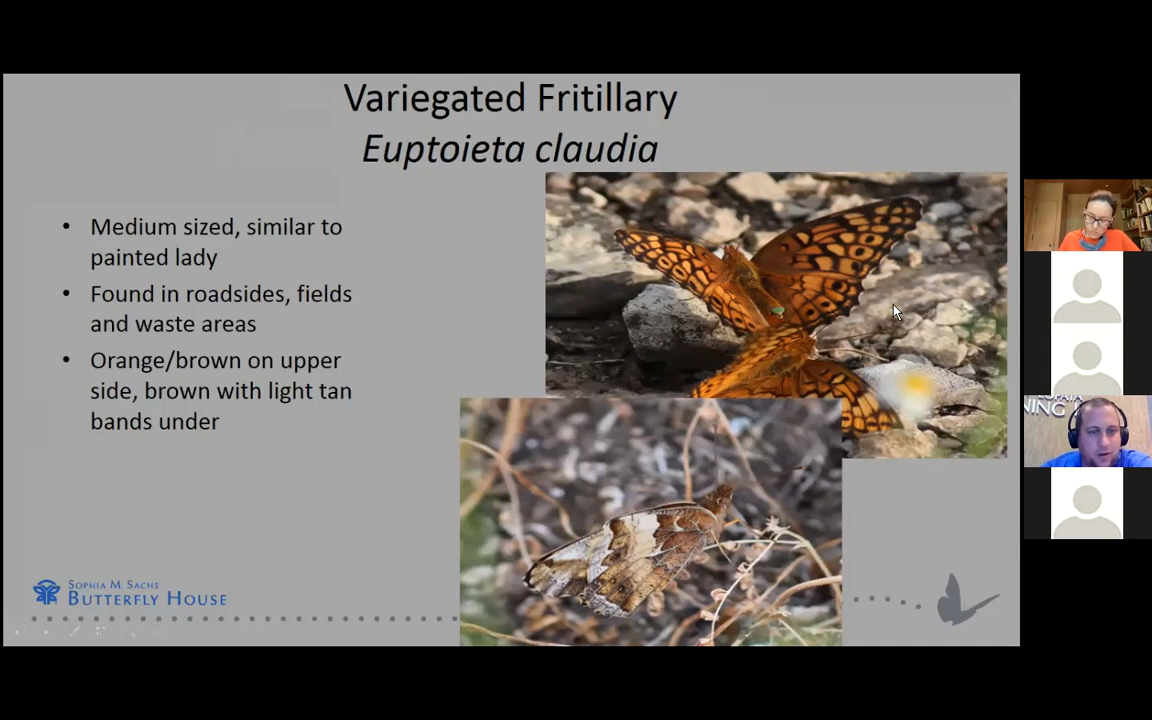 Variegated Fritillary
Euptoieta claudia
• Medium sized, similar to
painted lady
• Found in roadsides, fields
and waste areas
• Orange/brown on upper
side, brown with light tan
bands under
SOPHIA M. SACHS
BUTTERFLY HOUSE